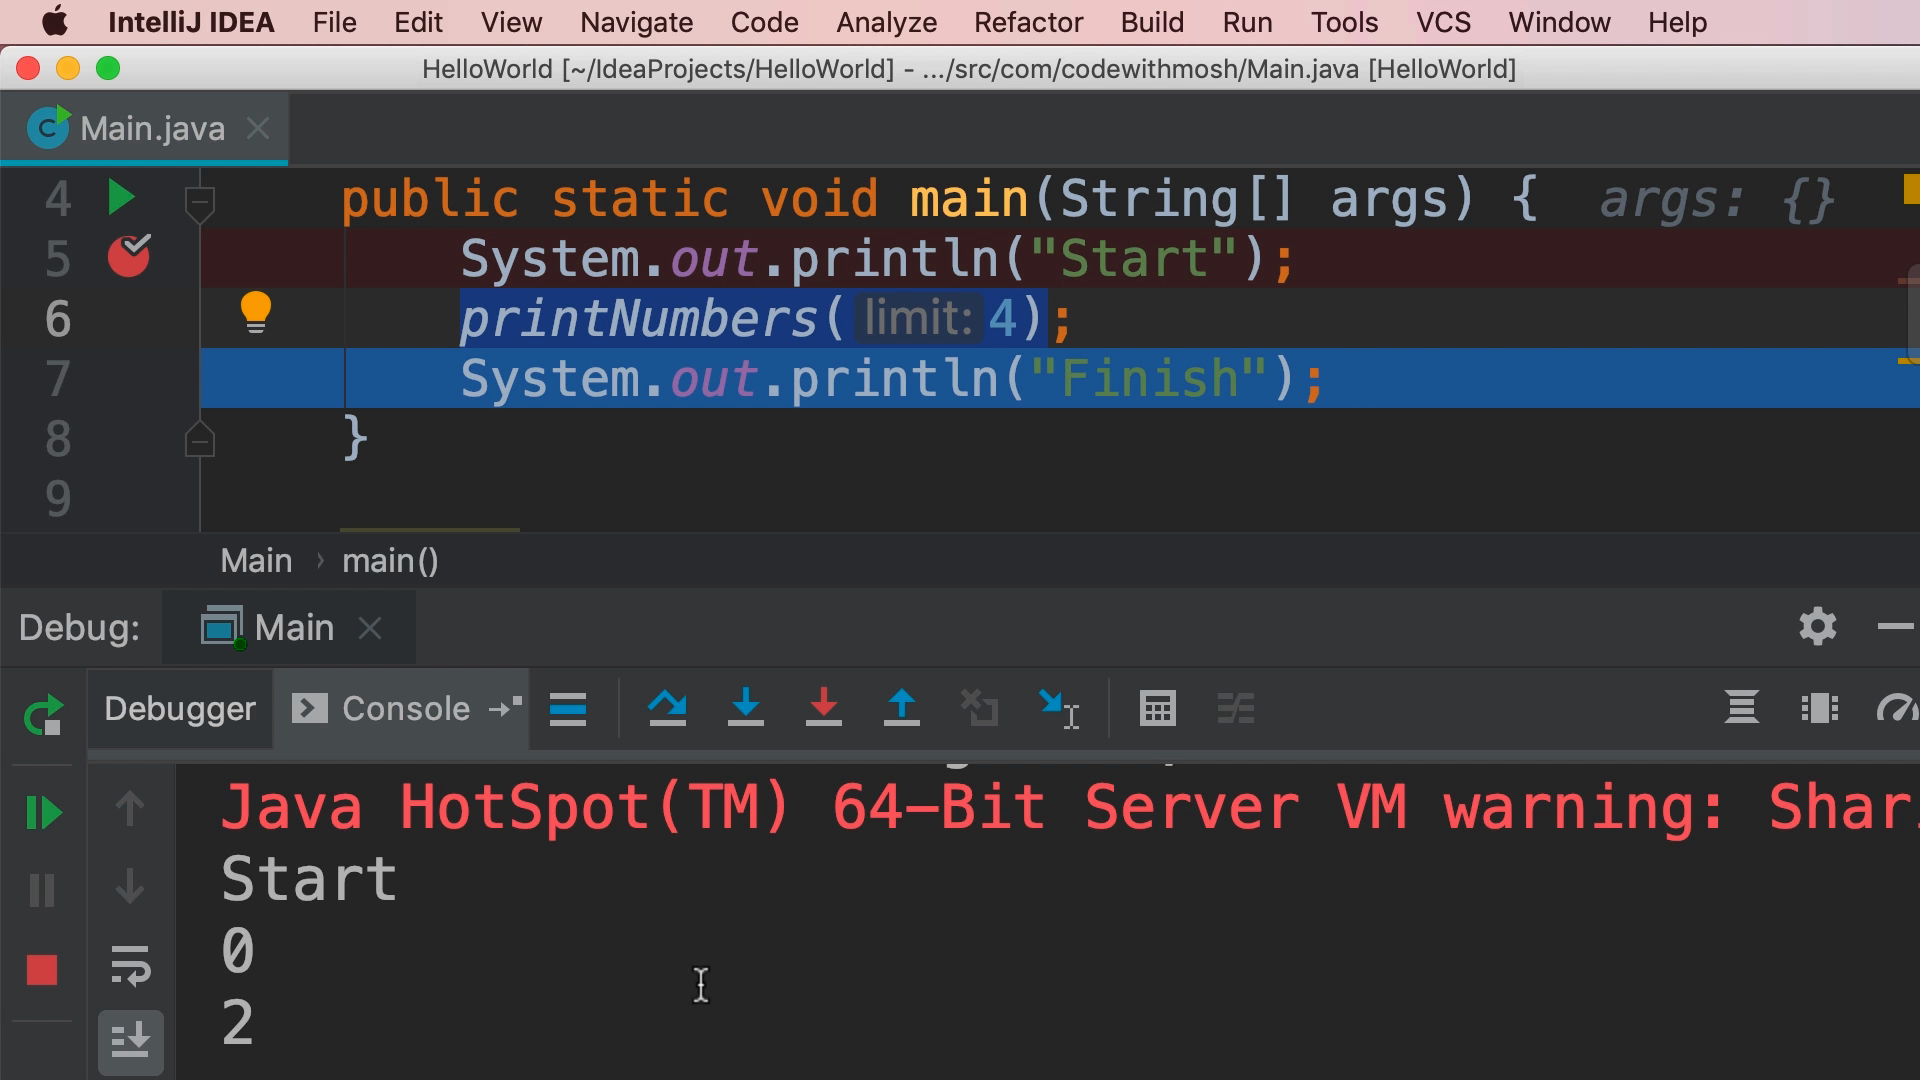 IntelliJ IDEA File Edit View Navigate Code Analyze Refactor Build Run Tools VCS Window Help
HelloWorld [~/IdeaProjects/HelloWorld] - .../src/com/codewithmosh/Main.java [HelloWorld]
Main.java
4 public static void main(String[] args) { args: {}
5 System.out.println("Start");
6 printNumbers( limit: 4);
7 System.out.println("Finish");
8 }
9
Main › main()
Debug: Main
Debugger Console
Java HotSpot(TM) 64-Bit Server VM warning: Shari
Start
0
2